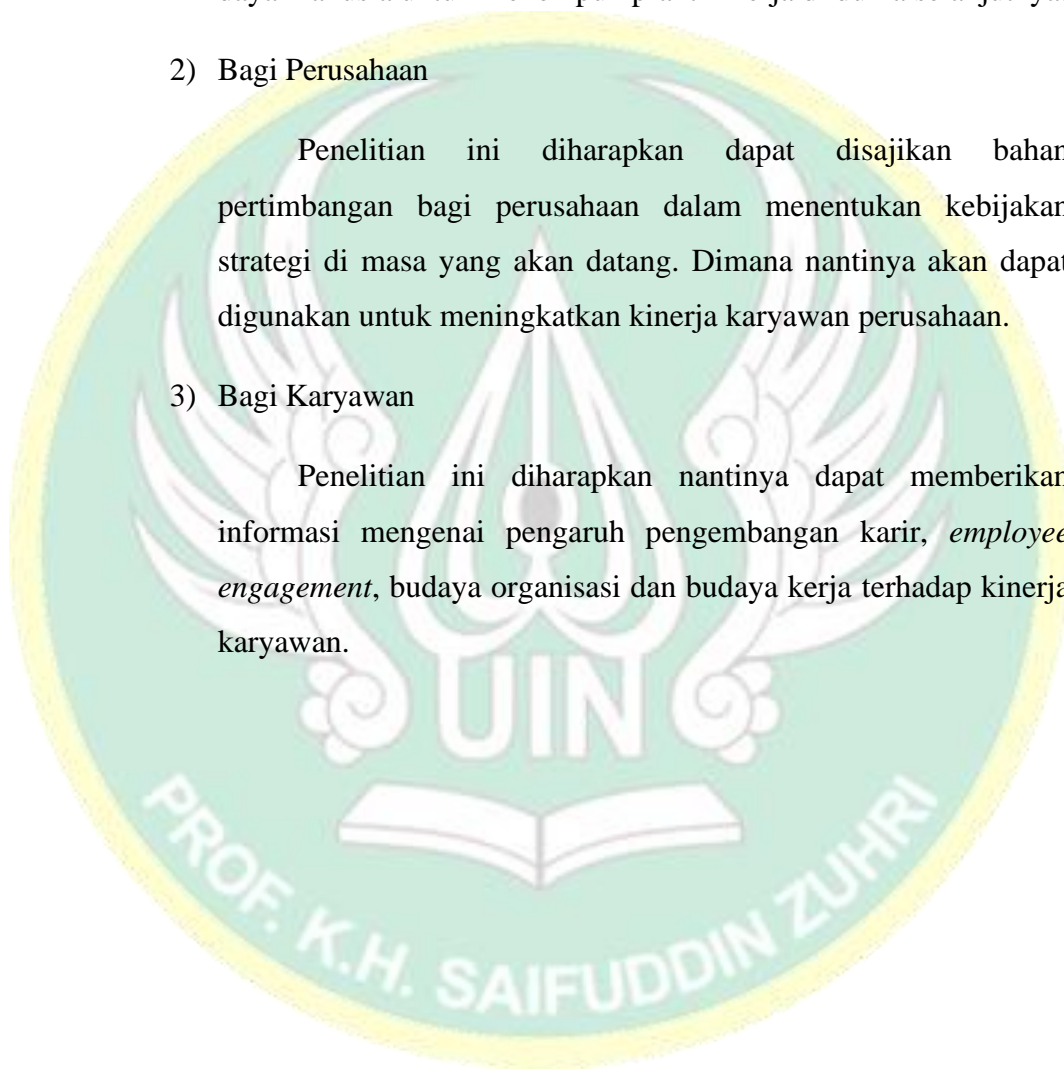 2) Bagi Perusahaan
Penelitian ini diharapkan dapat disajikan bahan
pertimbangan bagi perusahaan dalam menentukan kebijakan
strategi di masa yang akan datang. Dimana nantinya akan dapat
digunakan untuk meningkatkan kinerja karyawan perusahaan.
3) Bagi Karyawan
Penelitian ini diharapkan nantinya dapat memberikan
informasi mengenai pengaruh pengembangan karir, employee
engagement, budaya organisasi dan budaya kerja terhadap kinerja
karyawan.
UIN
PROF. K.H. SAIFUDDIN ZUHRI